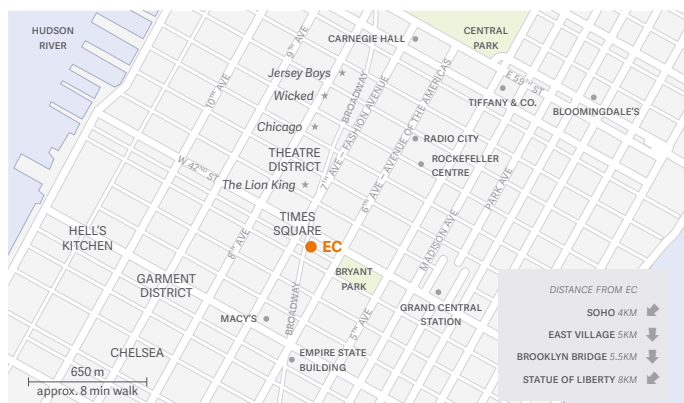 HUDSON
RIVER
CENTRAL
PARK
CARNEGIE HALL
9TH AVE
10TH AVE
Jersey Boys
BROADWAY
Wicked
E 59TH ST
TIFFANY & CO.
BLOOMINGDALE'S
7TH AVE – FASHION AVENUE
6TH AVE – AVENUE OF THE AMERICAS
Chicago
RADIO CITY
THEATRE
DISTRICT
ROCKEFELLER
CENTRE
W 42ND ST
The Lion King
PARK AVE
MADISON AVE
TIMES
SQUARE
EC
HELL'S
KITCHEN
8TH AVE
BRYANT
PARK
GARMENT
DISTRICT
GRAND CENTRAL
STATION
MACY'S
BROADWAY
5TH AVE
CHELSEA
EMPIRE STATE
BUILDING
650 m
approx. 8 min walk
DISTANCE FROM EC
SOHO 4KM
EAST VILLAGE 5KM
BROOKLYN BRIDGE 5.5KM
STATUE OF LIBERTY 8KM